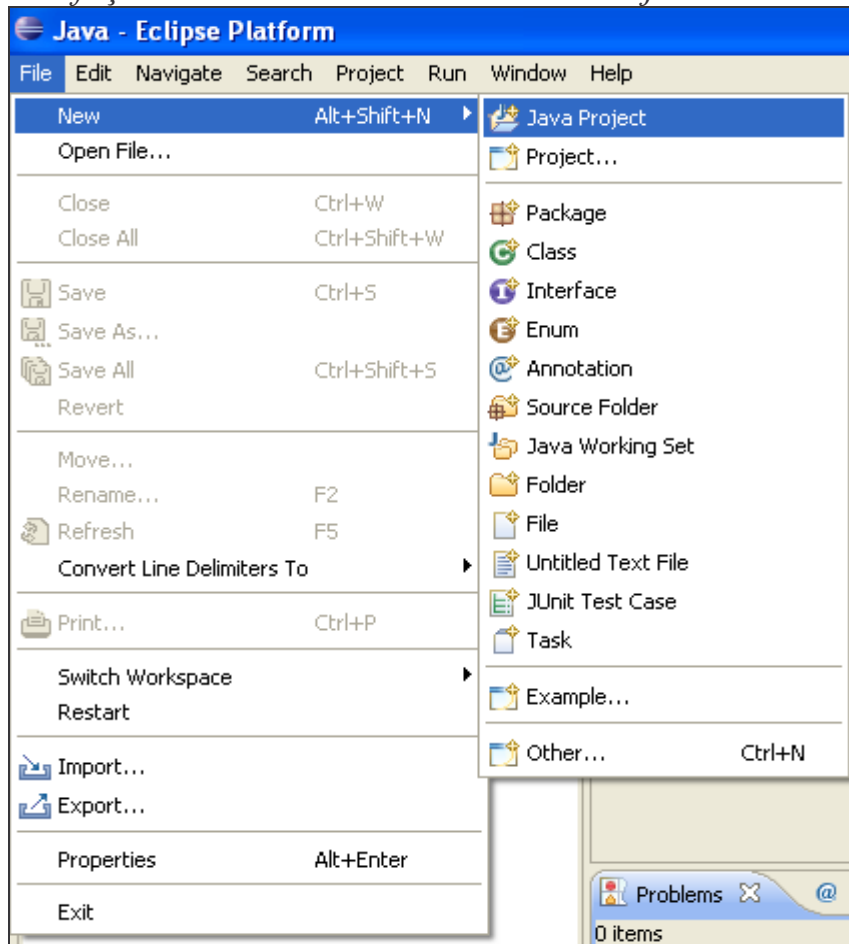 Java - Eclipse Platform
File Edit Navigate Search Project Run Window Help
New Alt+Shift+N
Open File...
Close Ctrl+W
Close All Ctrl+Shift+W
Save Ctrl+S
Save As...
Save All Ctrl+Shift+S
Revert
Move...
Rename... F2
Refresh F5
Convert Line Delimiters To
Print... Ctrl+P
Switch Workspace
Restart
Import...
Export...
Properties Alt+Enter
Exit
Java Project
Project...
Package
Class
Interface
Enum
Annotation
Source Folder
Java Working Set
Folder
File
Untitled Text File
JUnit Test Case
Task
Example...
Other... Ctrl+N
Problems @
0 items